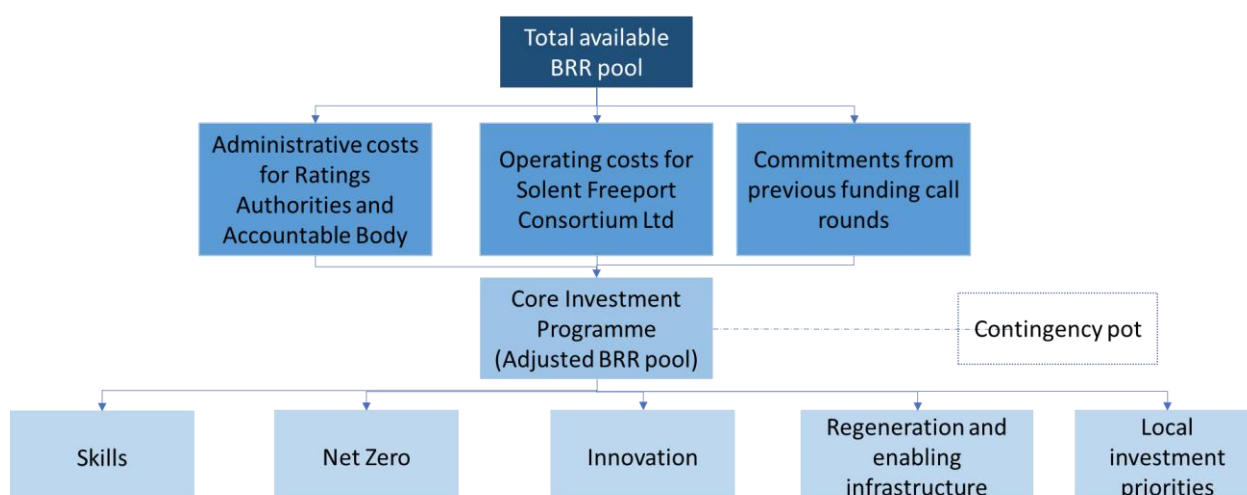 Total available
BRR pool
Administrative costs
for Ratings
Authorities and
Accountable Body
Operating costs for
Solent Freeport
Consortium Ltd
Commitments from
previous funding call
rounds
Core Investment
Programme
(Adjusted BRR pool)
Contingency pot
Skills
Net Zero
Innovation
Regeneration and
enabling
infrastructure
Local
investment
priorities